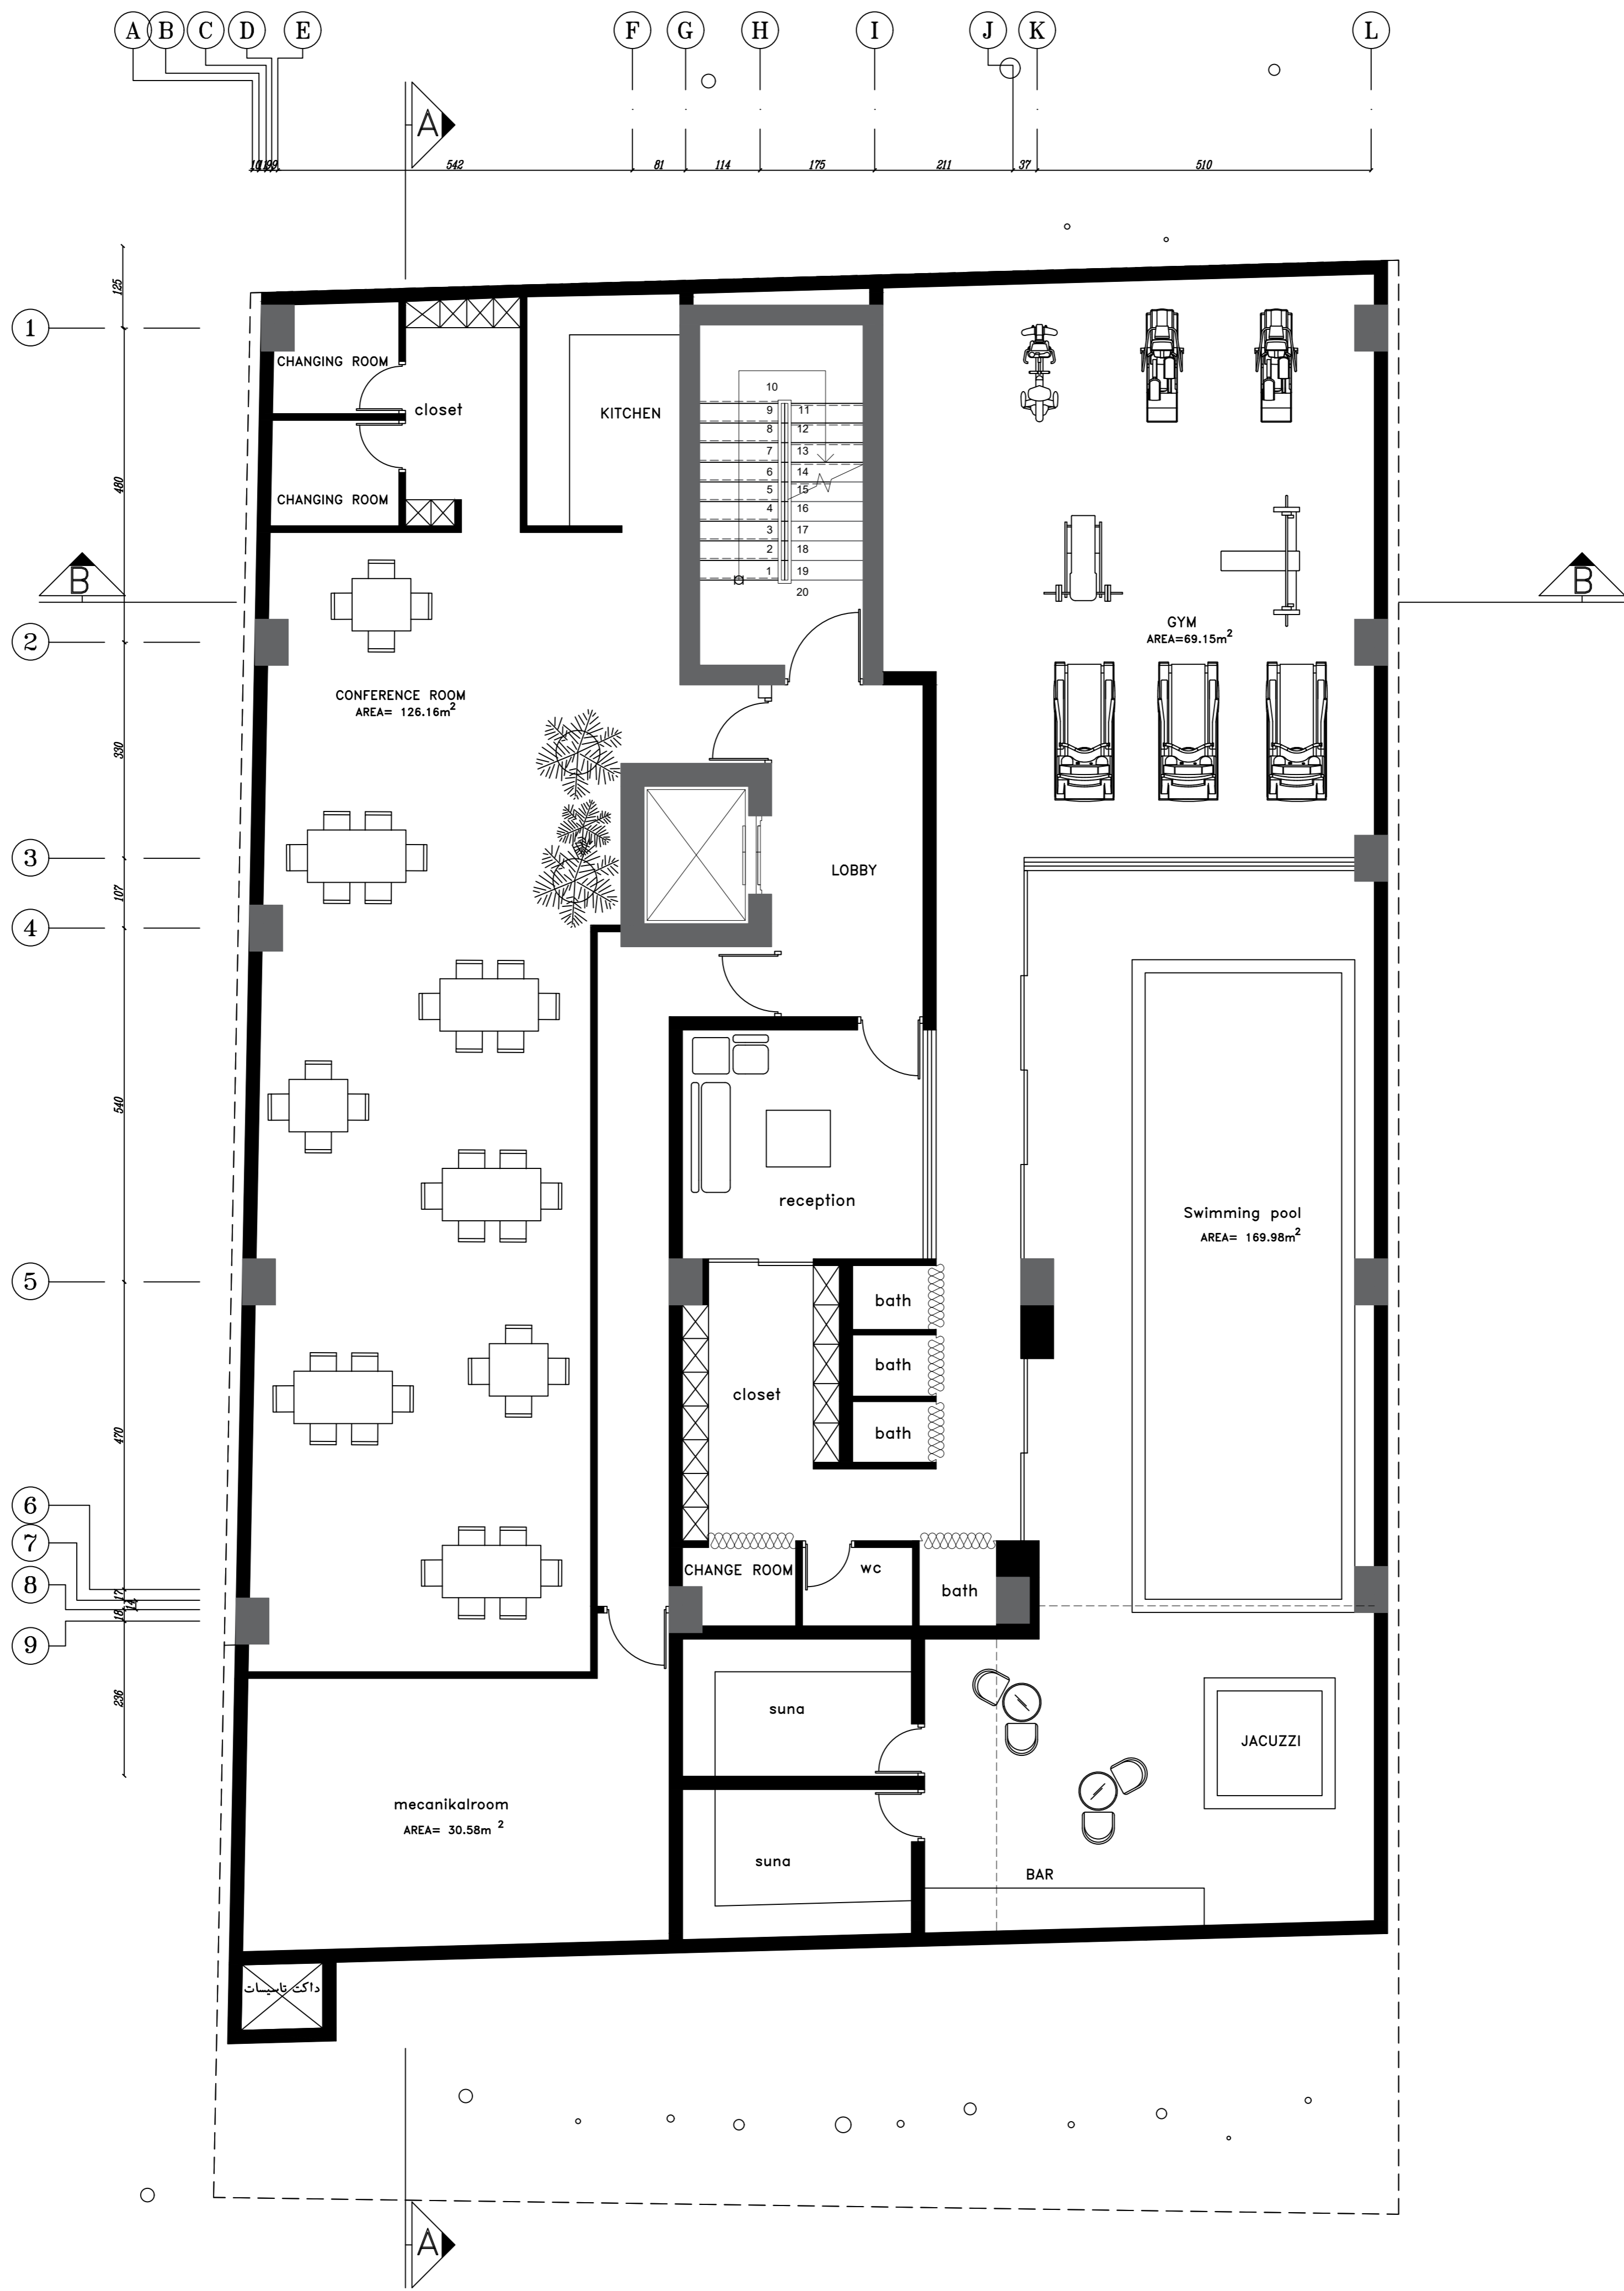 A B C D E F G H I J K L
A
542 81 114 175 211 37 510
125
1
CHANGING ROOM
closet
KITCHEN
10
9 11
8 12
7 13
6 14
5 15
4 16
3 17
2 18
1 19
20
480
CHANGING ROOM
B
B
2
GYM
AREA=69.15m2
CONFERENCE ROOM
AREA= 126.16m2
330
3
LOBBY
107
4
540
reception
Swimming pool
AREA= 169.98m2
5
bath
bath
closet
bath
470
6
7
8
9
17
14
18
CHANGE ROOM
wc
bath
236
suna
JACUZZI
mecanikalroom
AREA= 30.58m 2
suna
BAR
داکت تاسیسات
A